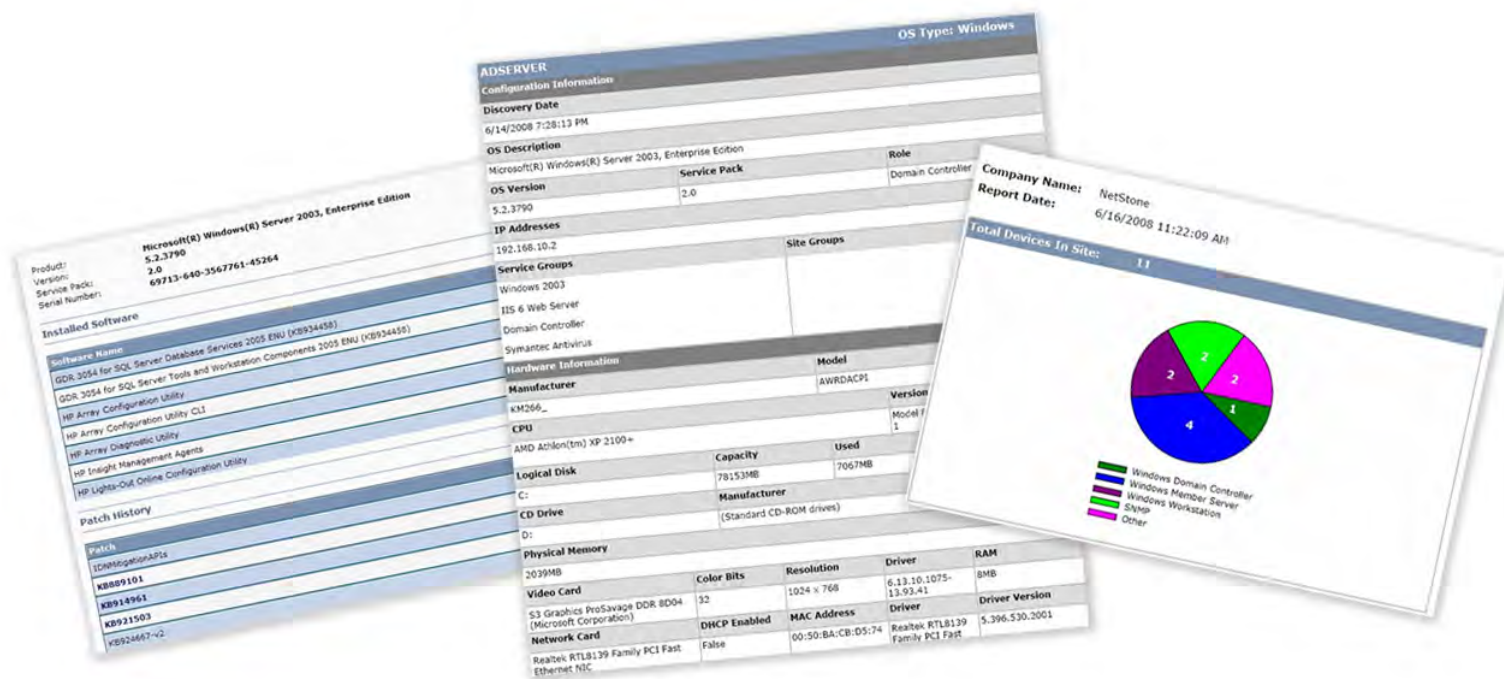 Product: Microsoft(R) Windows(R) Server 2003, Enterprise Edition
Version: 5.2.3790
Service Pack: 2.0
Serial Number: 69713-640-3567761-45264
Installed Software
Software Name
GDR 3054 for SQL Server Database Services 2005 ENU (KB934458)
GDR 3054 for SQL Server Tools and Workstation Components 2005 ENU (KB934458)
HP Array Configuration Utility
HP Array Configuration Utility CLI
HP Array Diagnostic Utility
HP Insight Management Agents
HP Lights-Out Online Configuration Utility
Patch History
Patch
IDNMitigationAPIs
KB889101
KB914961
KB921503
KB924667-v2
ADSERVER OS Type: Windows
Configuration Information
Discovery Date
6/14/2008 7:28:13 PM
OS Description
Microsoft(R) Windows(R) Server 2003, Enterprise Edition
OS Version Service Pack Role
5.2.3790 2.0 Domain Controller
IP Addresses
192.168.10.2
Service Groups Site Groups
Windows 2003
IIS 6 Web Server
Domain Controller
Symantec Antivirus
Hardware Information
Manufacturer Model
KM266_ AWRDACPI
CPU Version
AMD Athlon(tm) XP 2100+ Model
1
Logical Disk Capacity Used
C: 78153MB 7067MB
CD Drive Manufacturer
D: (Standard CD-ROM drives)
Physical Memory
2039MB
Video Card Color Bits Resolution Driver RAM
S3 Graphics ProSavage DDR 8D04 32 1024 x 768 6.13.10.1075- 8MB
(Microsoft Corporation) 13.93.41
Network Card DHCP Enabled MAC Address Driver Driver Version
Realtek RTL8139 Family PCI Fast False 00:50:BA:CB:D5:74 Realtek RTL8139 5.396.530.2001
Ethernet NIC Family PCI Fast
Company Name: NetStone
Report Date: 6/16/2008 11:22:09 AM
Total Devices In Site: 11
2
2
2
1
4
Windows Domain Controller
Windows Member Server
Windows Workstation
SNMP
Other